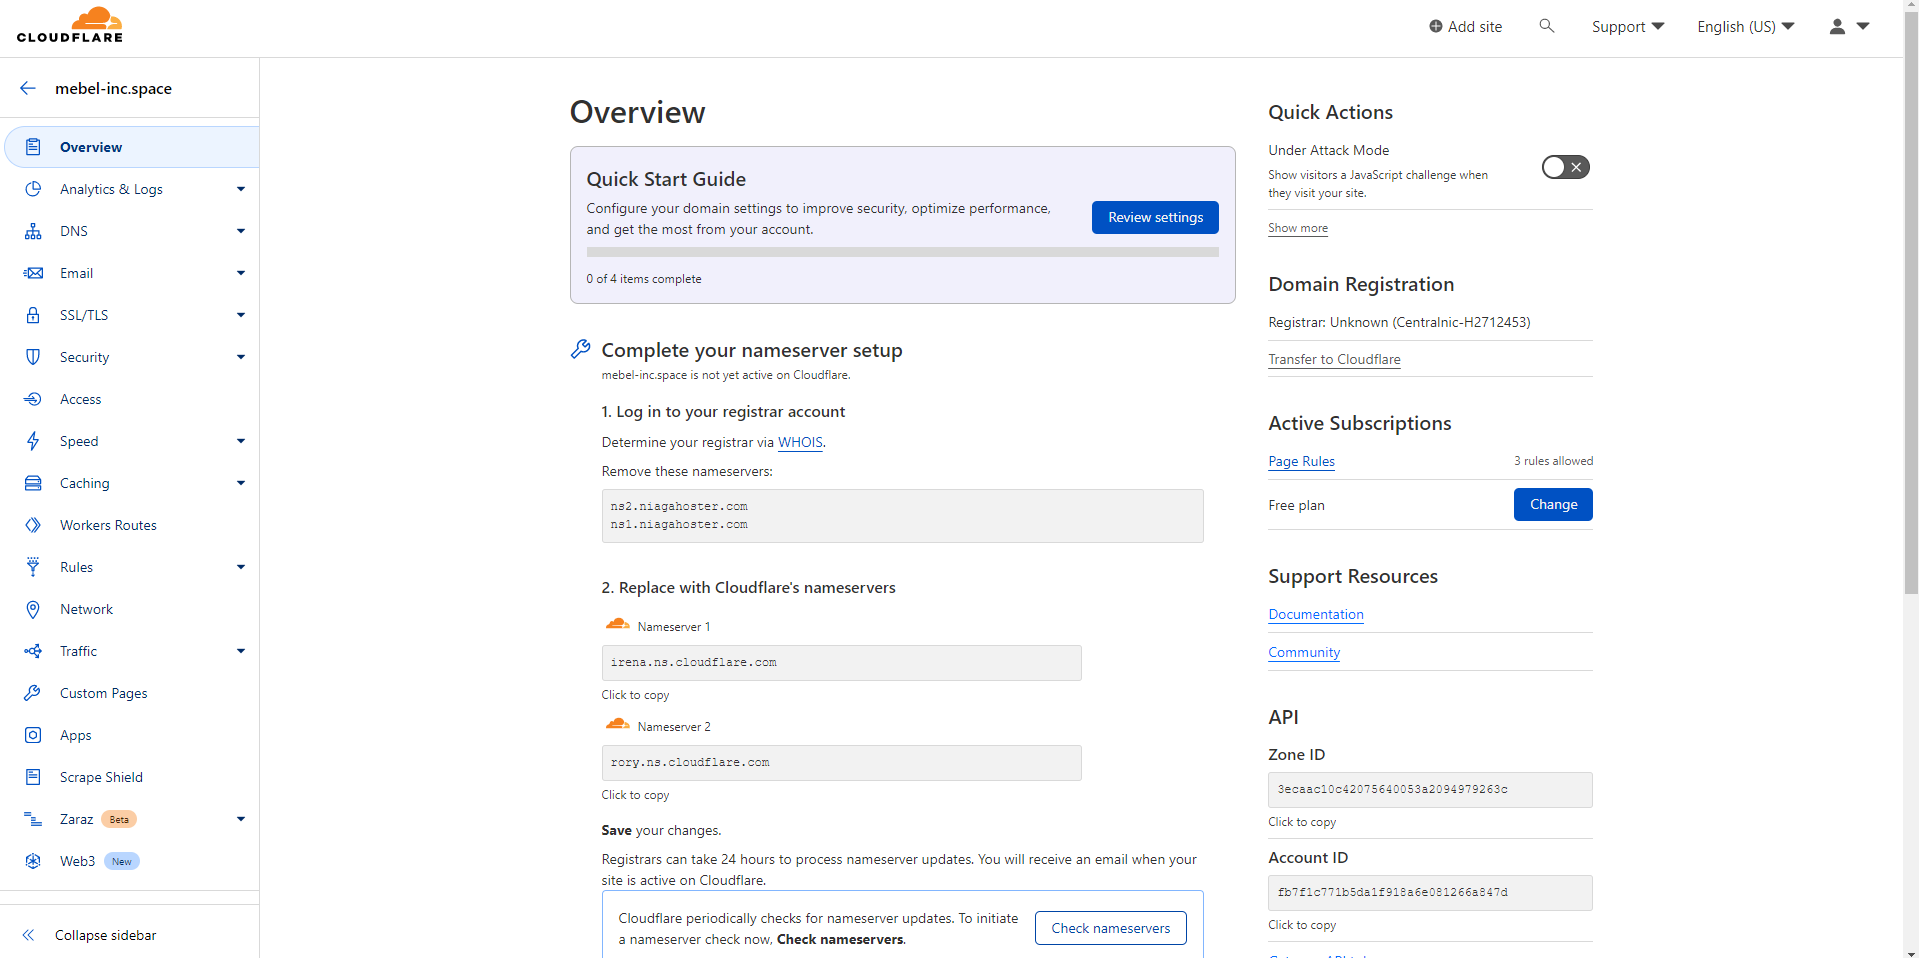 CLOUDFLARE
Add site
Support
English (US)
mebel-inc.space
Overview
Analytics & Logs
DNS
Email
SSL/TLS
Security
Access
Speed
Caching
Workers Routes
Rules
Network
Traffic
Custom Pages
Apps
Scrape Shield
Zaraz Beta
Web3 New
Collapse sidebar
Overview
Quick Start Guide
Configure your domain settings to improve security, optimize performance,
and get the most from your account.
Review settings
0 of 4 items complete
Complete your nameserver setup
mebel-inc.space is not yet active on Cloudflare.
1. Log in to your registrar account
Determine your registrar via WHOIS.
Remove these nameservers:
ns2.niagahoster.com
ns1.niagahoster.com
2. Replace with Cloudflare's nameservers
Nameserver 1
irena.ns.cloudflare.com
Click to copy
Nameserver 2
rory.ns.cloudflare.com
Click to copy
Save your changes.
Registrars can take 24 hours to process nameserver updates. You will receive an email when your
site is active on Cloudflare.
Cloudflare periodically checks for nameserver updates. To initiate
a nameserver check now, Check nameservers.
Check nameservers
Quick Actions
Under Attack Mode
Show visitors a JavaScript challenge when
they visit your site.
Show more
Domain Registration
Registrar: Unknown (Centralnic-H2712453)
Transfer to Cloudflare
Active Subscriptions
Page Rules
3 rules allowed
Free plan
Change
Support Resources
Documentation
Community
API
Zone ID
3ecaac10c42075640053a2094979263c
Click to copy
Account ID
fb7f1c771b5da1f918a6e081266a847d
Click to copy